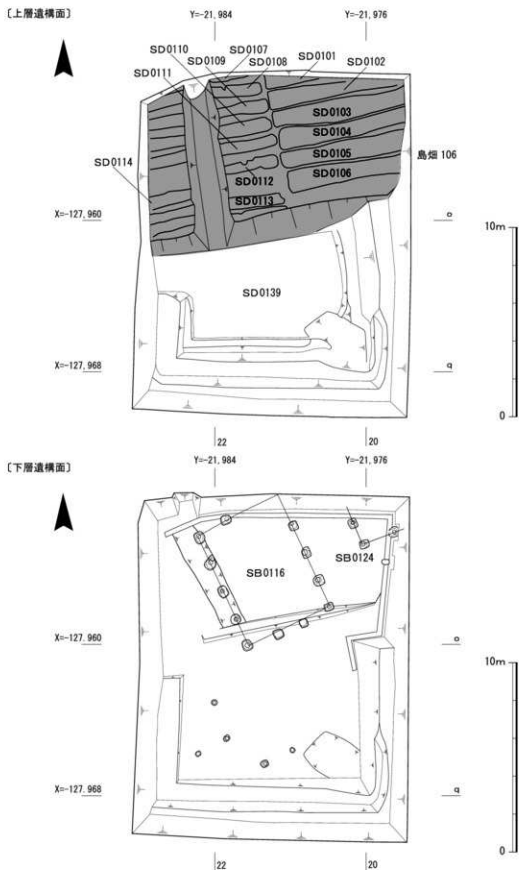 〔上層遺構面〕
Y=-21,984
Y=-21,976
SD0110
SD0107
SD0109
SD0108
SD0101
SD0102
SD0111
SD0103
SD0104
SD0105
島畑 106
SD0114
SD0106
SD0112
SD0113
X=-127,960
o
10m
SD0139
X=-127,968
q
0
22
20
〔下層遺構面〕
Y=-21,984
Y=-21,976
SB0116
SB0124
X=-127,960
o
10m
X=-127,968
q
0
22
20